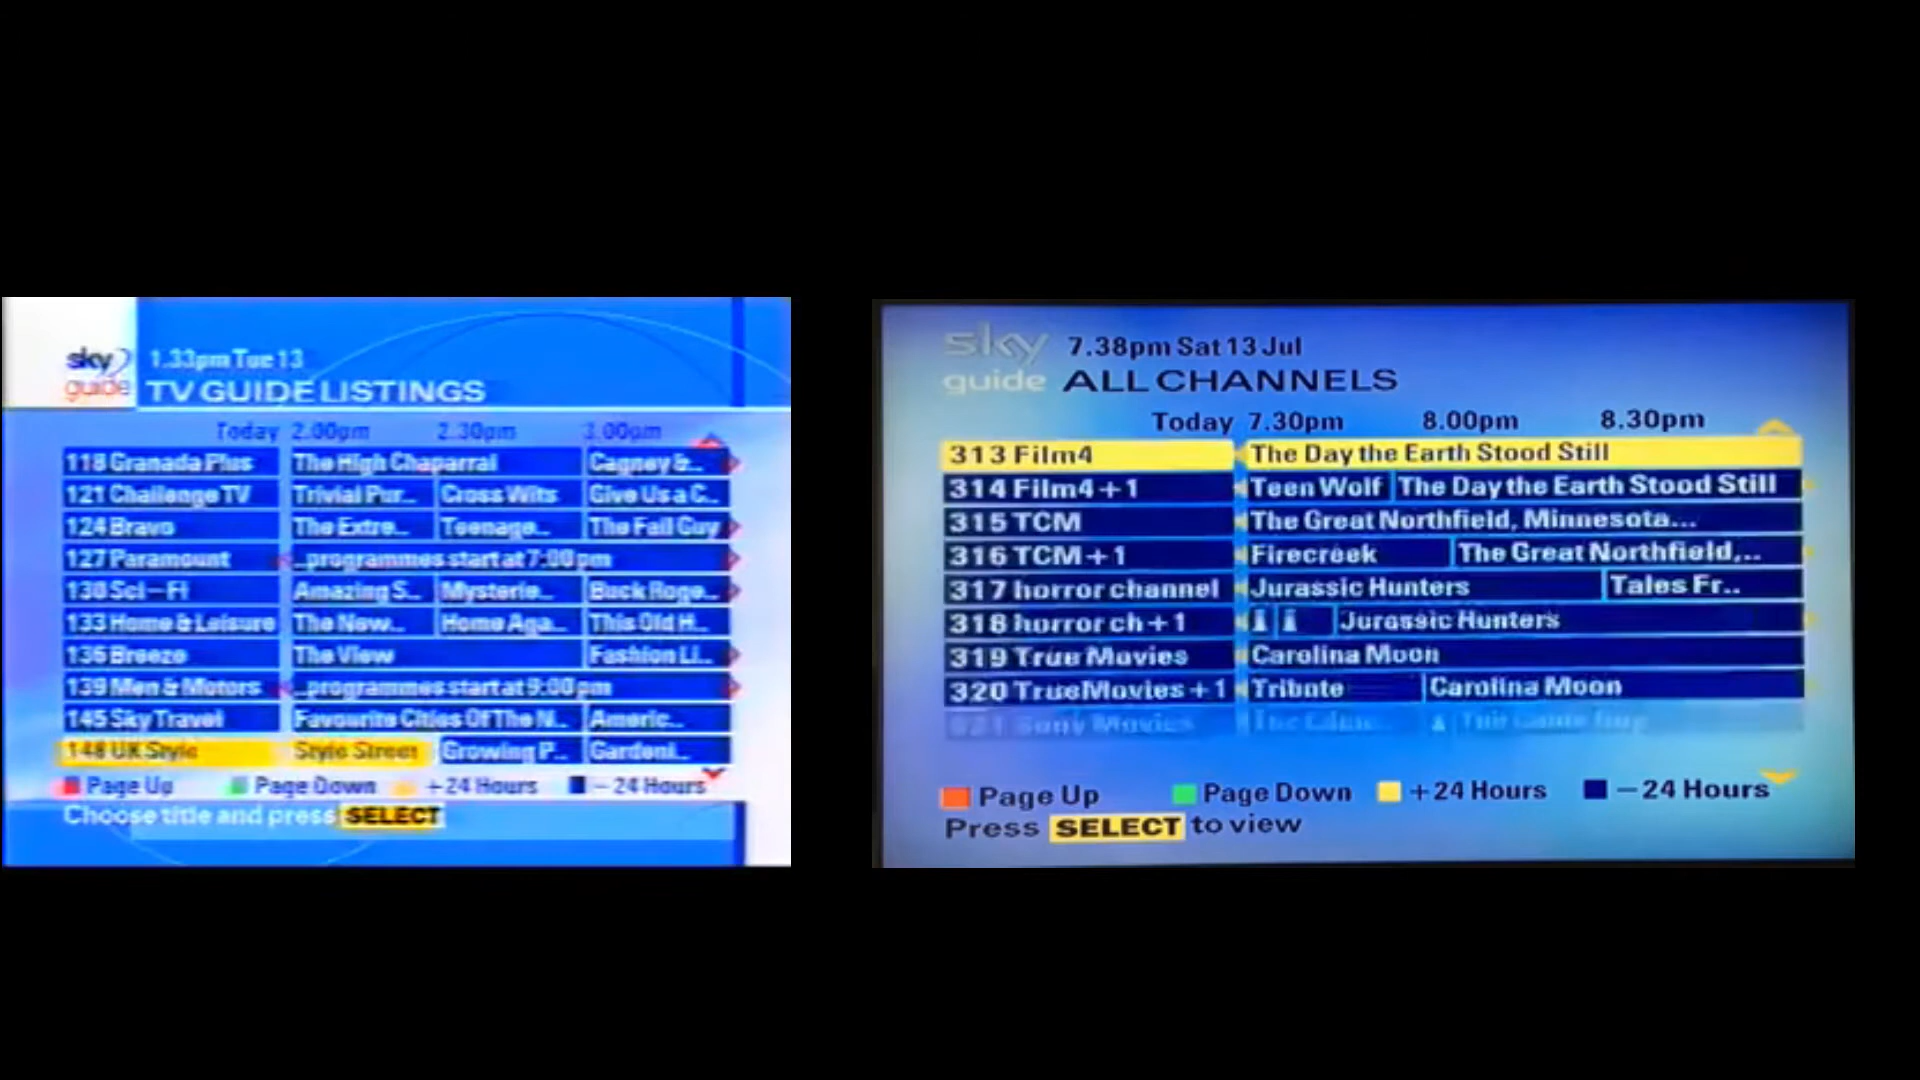 sky
guide
1.33pm Tue 13
TV GUIDE LISTINGS
Today 2.00pm 2.30pm 3.00pm
118 Granada Plus The High Chaparral Cagney &..
121 Challenge TV Trivial Pur... Cross Wits Give Us a C...
124 Bravo The Extre... Teenage... The Fall Guy
127 Paramount ...programmes start at 7:00pm
130 Sci-Fi Amazing S... Mysterie... Buck Roge...
133 Home & Leisure The New... Home Aga... This Old H...
136 Breeze The View Fashion Li...
139 Men & Motors ...programmes start at 9:00pm
145 Sky Travel Favourite Cities Of The N... Americ...
148 UK Style Style Street Growing P... Gardeni...
Page Up Page Down +24 Hours -24 Hours
Choose title and press SELECT
sky
guide
7.38pm Sat 13 Jul
ALL CHANNELS
Today 7.30pm 8.00pm 8.30pm
313 Film4 The Day the Earth Stood Still
314 Film4+1 Teen Wolf The Day the Earth Stood Still
315 TCM The Great Northfield, Minnesota...
316 TCM+1 Firecreek The Great Northfield,...
317 horror channel Jurassic Hunters Tales Fr..
318 horror ch+1 Jurassic Hunters
319 True Movies Carolina Moon
320 TrueMovies+1 Tribute Carolina Moon
Sony Movies
Page Up Page Down +24 Hours -24 Hours
Press SELECT to view